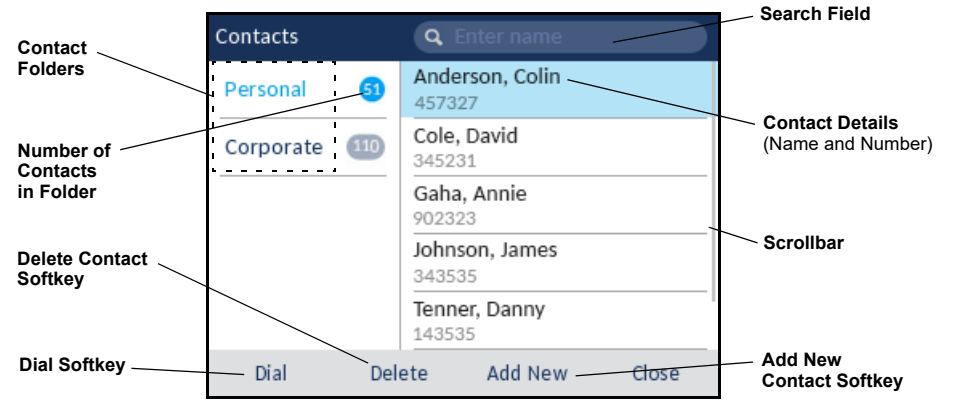 Search Field
Contacts
Enter name
Contact
Folders
Personal
51
Anderson, Colin
457327
Contact Details
(Name and Number)
Number of
Contacts
in Folder
Corporate
110
Cole, David
345231
Gaha, Annie
902323
Scrollbar
Delete Contact
Softkey
Johnson, James
343535
Tenner, Danny
143535
Dial Softkey
Dial
Delete
Add New
Close
Add New
Contact Softkey